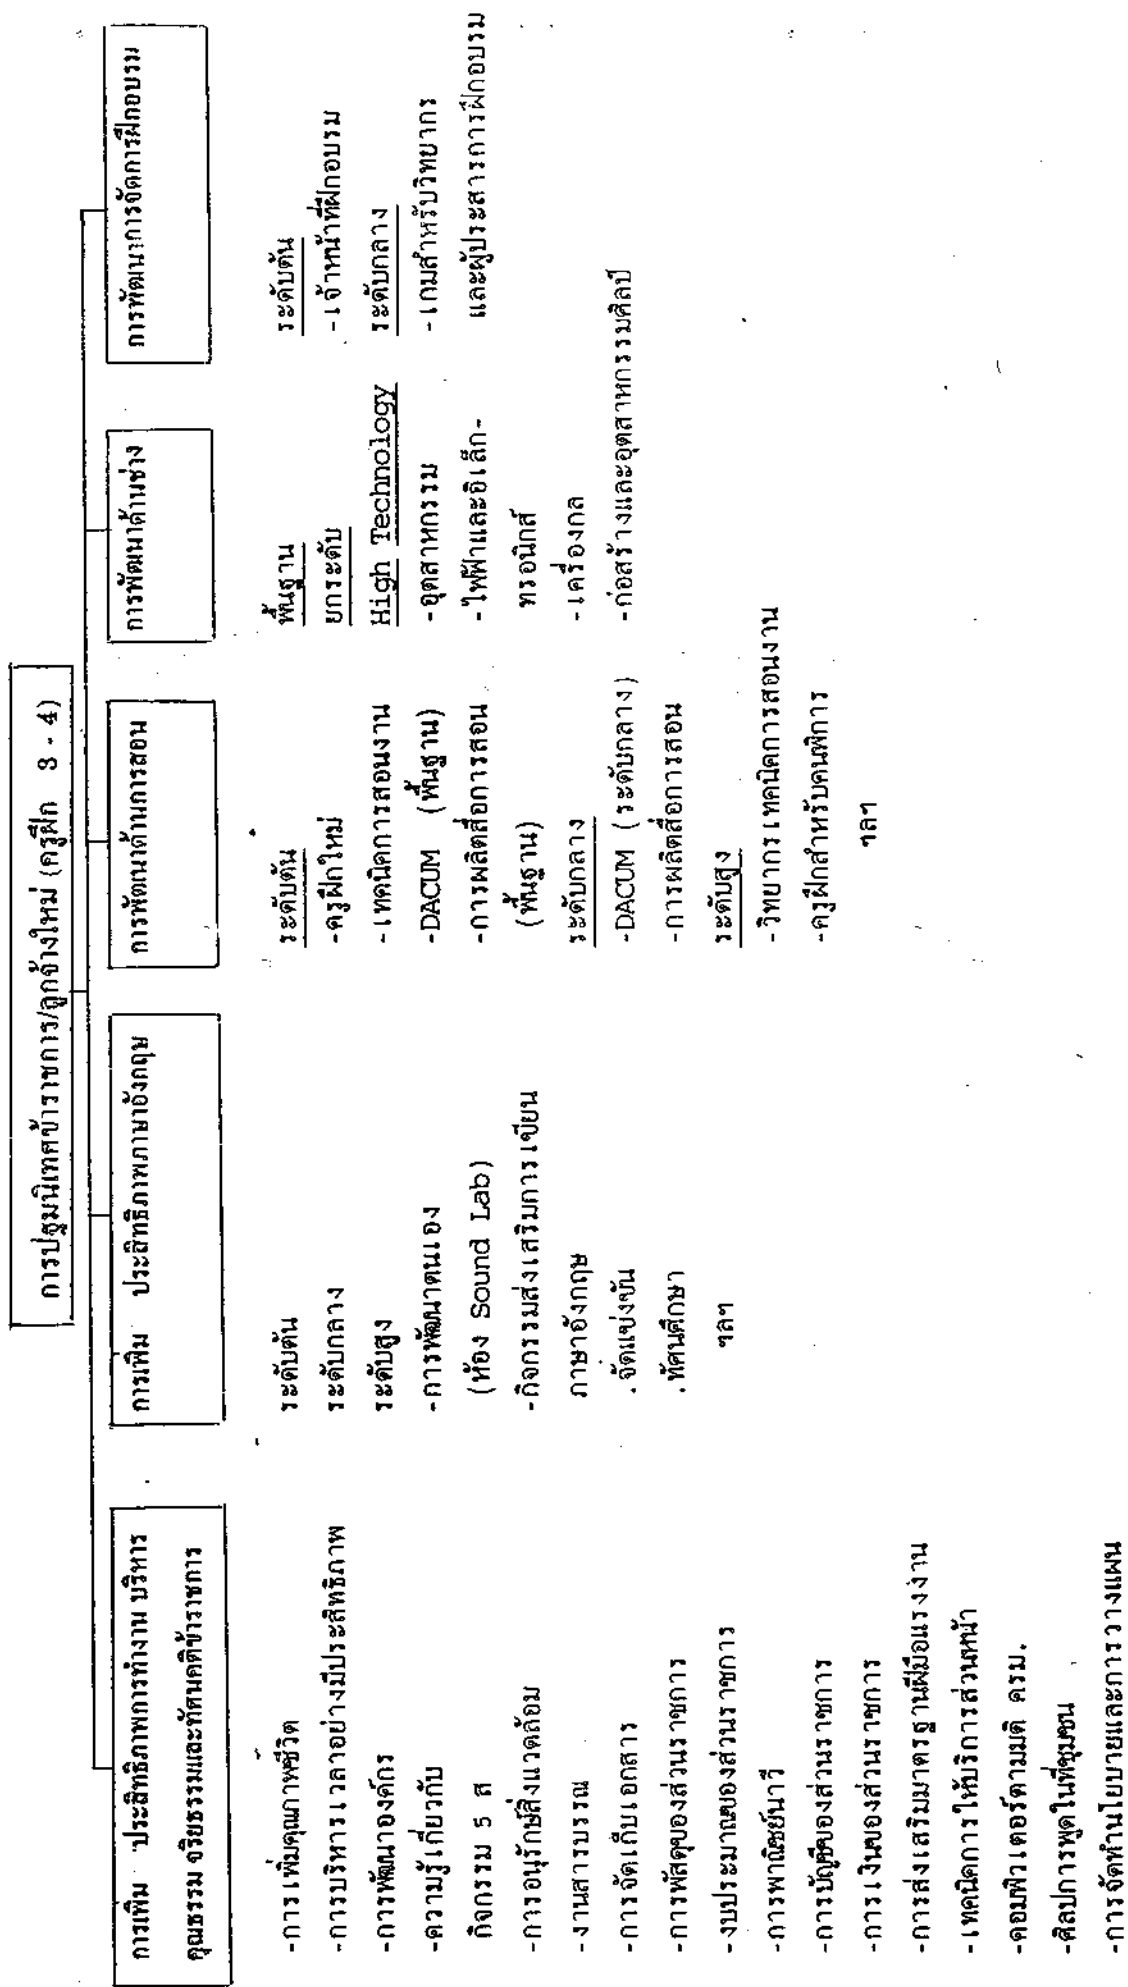 การปฐมนิเทศข้าราชการ/ลูกจ้างใหม่ (ครูฝึก 3 - 4)
การเพิ่ม ประสิทธิภาพการทำงาน บริหาร
คุณธรรม จริยธรรมและทัศนคติข้าราชการ
-การเพิ่มคุณภาพชีวิต
-การบริหารเวลาอย่างมีประสิทธิภาพ
-การพัฒนาองค์กร
-ความรู้เกี่ยวกับ
กิจกรรม 5 ส
-การอนุรักษ์สิ่งแวดล้อม
-งานสารบรรณ
-การจัดเก็บเอกสาร
-การพัสดุของส่วนราชการ
-งบประมาณของส่วนราชการ
-การพาณิชย์นาวี
-การบัญชีของส่วนราชการ
-การเงินของส่วนราชการ
-การส่งเสริมมาตรฐานฝีมือแรงงาน
-เทคนิคการให้บริการส่วนหน้า
-คอมพิวเตอร์ตามมติ ครม.
-ศิลปการพูดในที่ชุมชน
-การจัดทำนโยบายและการวางแผน
การเพิ่ม ประสิทธิภาพภาษาอังกฤษ
ระดับต้น
ระดับกลาง
ระดับสูง
-การพัฒนาตนเอง
(ห้อง Sound Lab)
-กิจกรรมส่งเสริมการเขียน
ภาษาอังกฤษ
.จัดแข่งขัน
.ทัศนศึกษา
ฯลฯ
การพัฒนาด้านการสอน
ระดับต้น
-ครูฝึกใหม่
-เทคนิคการสอนงาน
-DACUM (พื้นฐาน)
-การผลิตสื่อการสอน
(พื้นฐาน)
ระดับกลาง
-DACUM (ระดับกลาง)
-การผลิตสื่อการสอน
ระดับสูง
-วิทยากรเทคนิคการสอนงาน
-ครูฝึกสำหรับคนพิการ
ฯลฯ
การพัฒนาด้านช่าง
พื้นฐาน
ยกระดับ
High Technology
-อุตสาหกรรม
-ไฟฟ้าและอิเล็ก-
ทรอนิกส์
-เครื่องกล
-ก่อสร้างและอุตสาหกรรมศิลป์
การพัฒนาการจัดการฝึกอบรม
ระดับต้น
-เจ้าหน้าที่ฝึกอบรม
ระดับกลาง
-เกมสำหรับวิทยากร
และผู้ประสารการฝึกอบรม